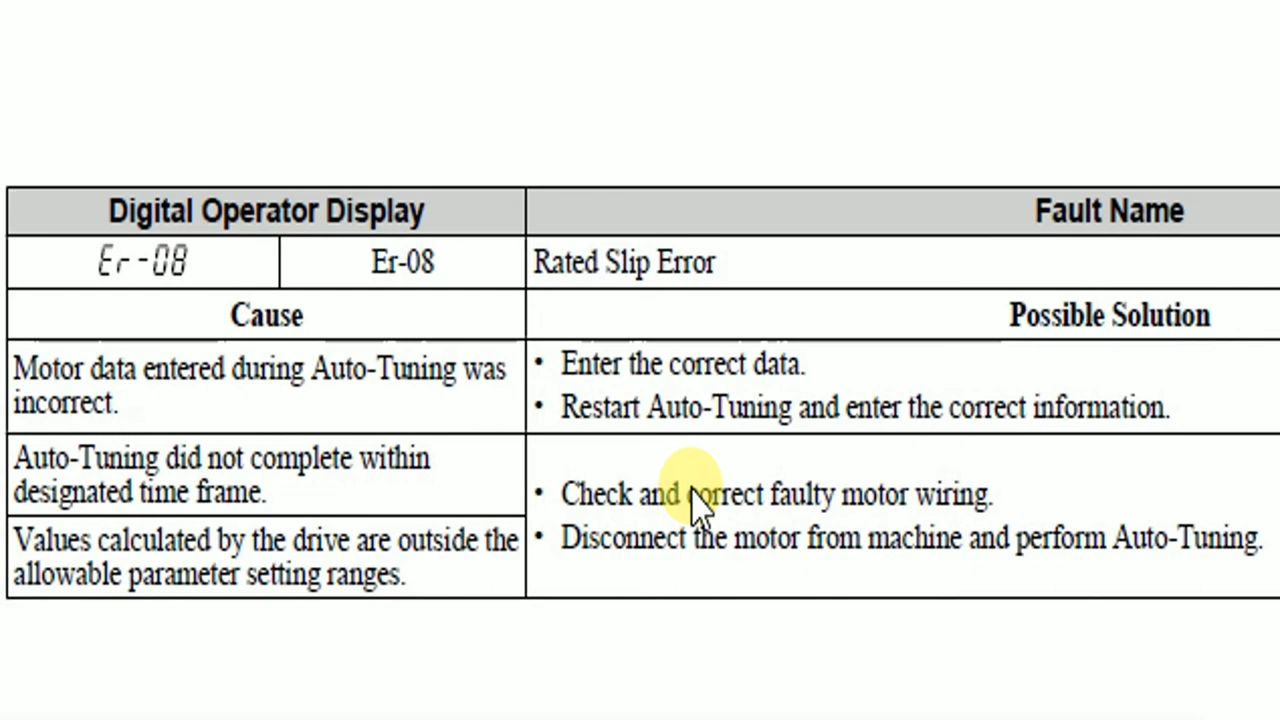 Digital Operator Display
Fault Name
Er-08
Er-08
Rated Slip Error
Cause
Possible Solution
Motor data entered during Auto-Tuning was
incorrect.
• Enter the correct data.
• Restart Auto-Tuning and enter the correct information.
Auto-Tuning did not complete within
designated time frame.
Values calculated by the drive are outside the
allowable parameter setting ranges.
• Check and correct faulty motor wiring.
• Disconnect the motor from machine and perform Auto-Tuning.